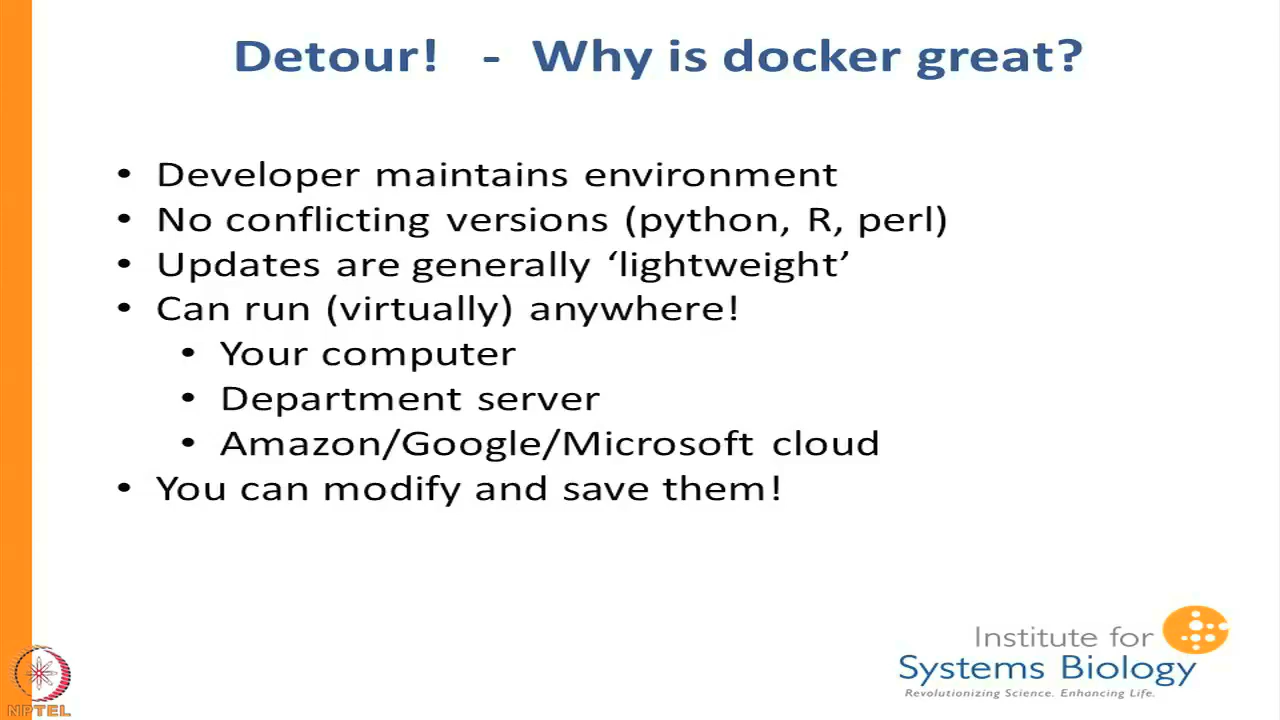 Detour! - Why is docker great?
• Developer maintains environment
• No conflicting versions (python, R, perl)
• Updates are generally ‘lightweight’
• Can run (virtually) anywhere!
• Your computer
• Department server
• Amazon/Google/Microsoft cloud
• You can modify and save them!
Institute for
Systems Biology
Revolutionizing Science. Enhancing Life.
NPTEL